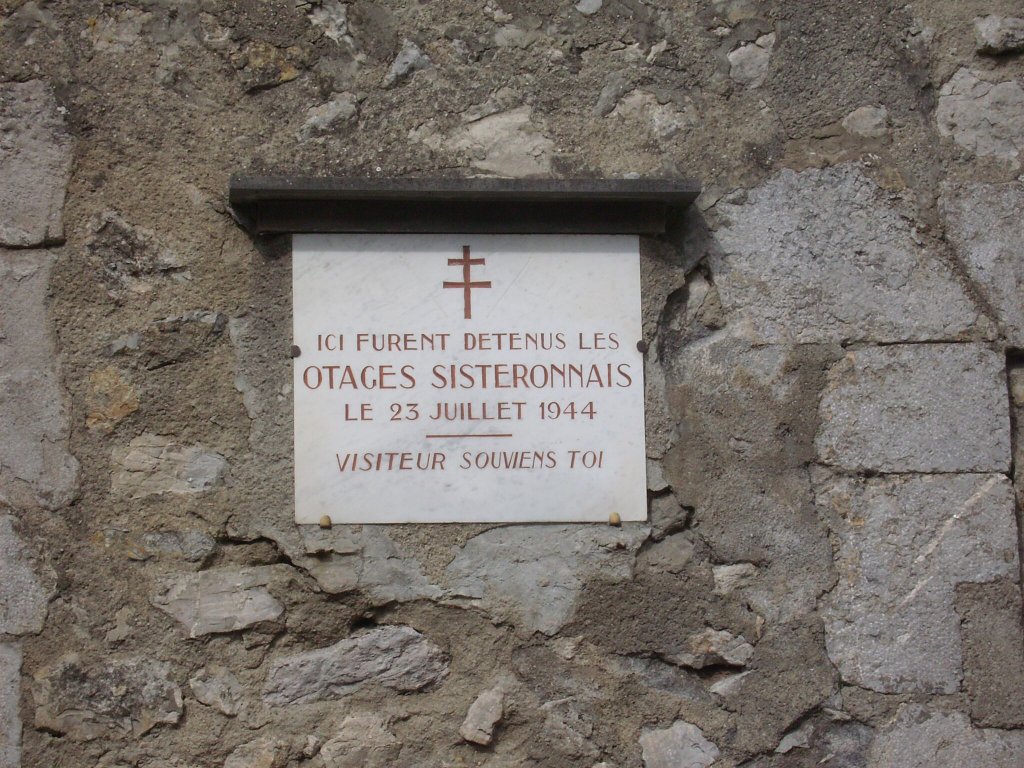 ICI FURENT DETENUS LES
OTAGES SISTERONNAIS
LE 23 JUILLET 1944
VISITEUR SOUVIENS TOI